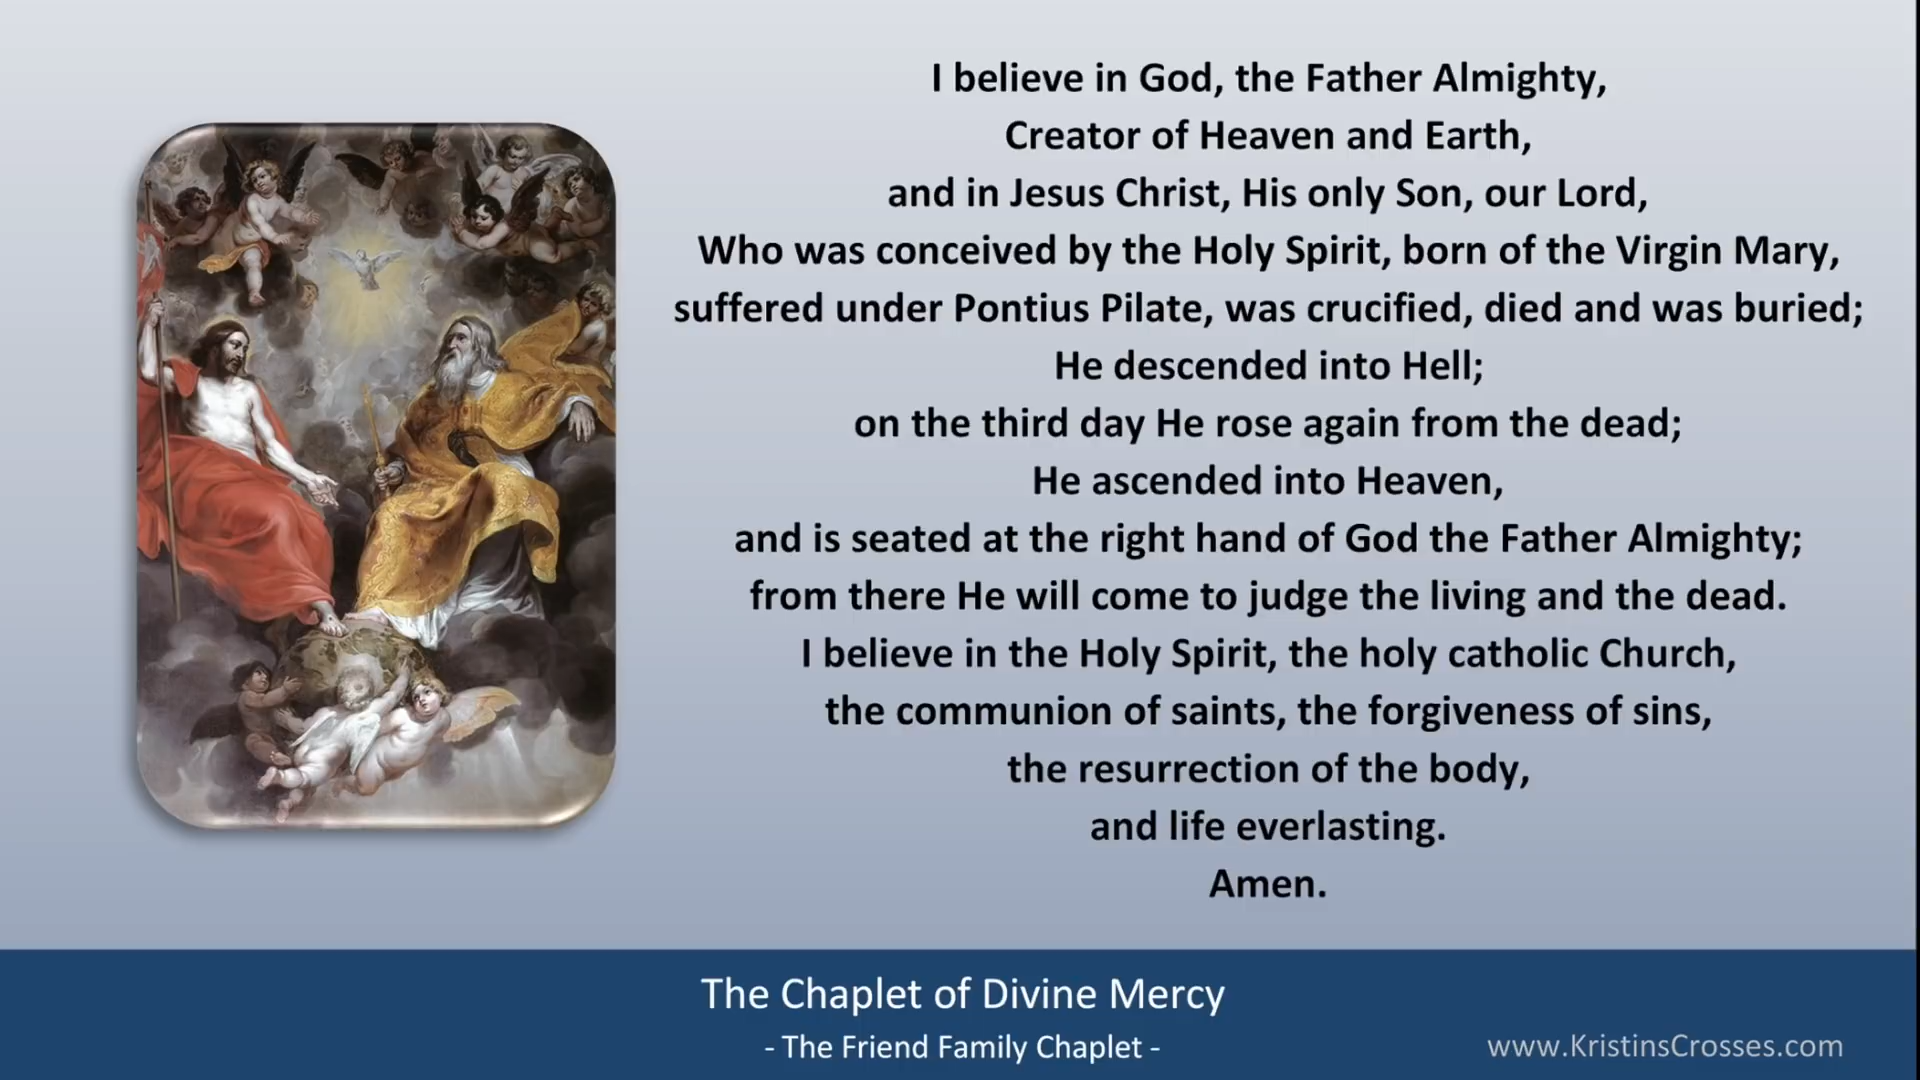 I believe in God, the Father Almighty,
Creator of Heaven and Earth,
and in Jesus Christ, His only Son, our Lord,
Who was conceived by the Holy Spirit, born of the Virgin Mary,
suffered under Pontius Pilate, was crucified, died and was buried;
He descended into Hell;
on the third day He rose again from the dead;
He ascended into Heaven,
and is seated at the right hand of God the Father Almighty;
from there He will come to judge the living and the dead.
I believe in the Holy Spirit, the holy catholic Church,
the communion of saints, the forgiveness of sins,
the resurrection of the body,
and life everlasting.
Amen.
The Chaplet of Divine Mercy
- The Friend Family Chaplet -
www.KristinsCrosses.com